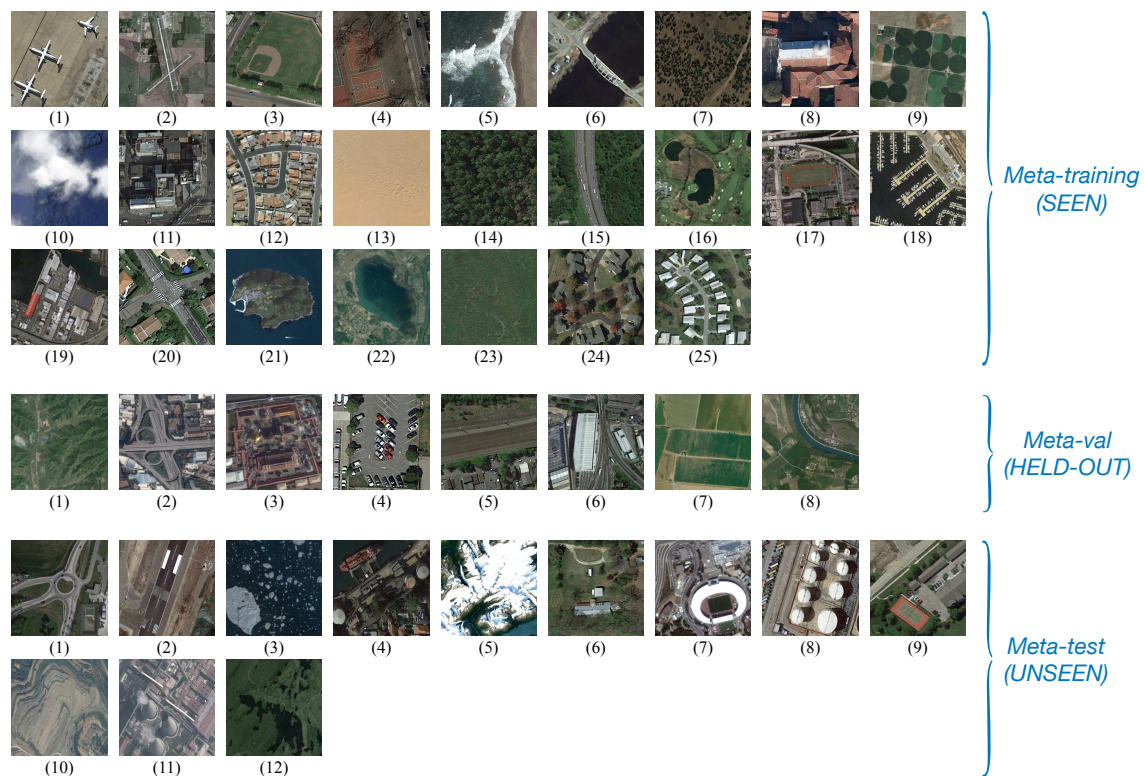 (1) (2) (3) (4) (5) (6) (7) (8) (9)
(10) (11) (12) (13) (14) (15) (16) (17) (18)
(19) (20) (21) (22) (23) (24) (25)
Meta-training
(SEEN)
(1) (2) (3) (4) (5) (6) (7) (8)
Meta-val
(HELD-OUT)
(1) (2) (3) (4) (5) (6) (7) (8) (9)
(10) (11) (12)
Meta-test
(UNSEEN)